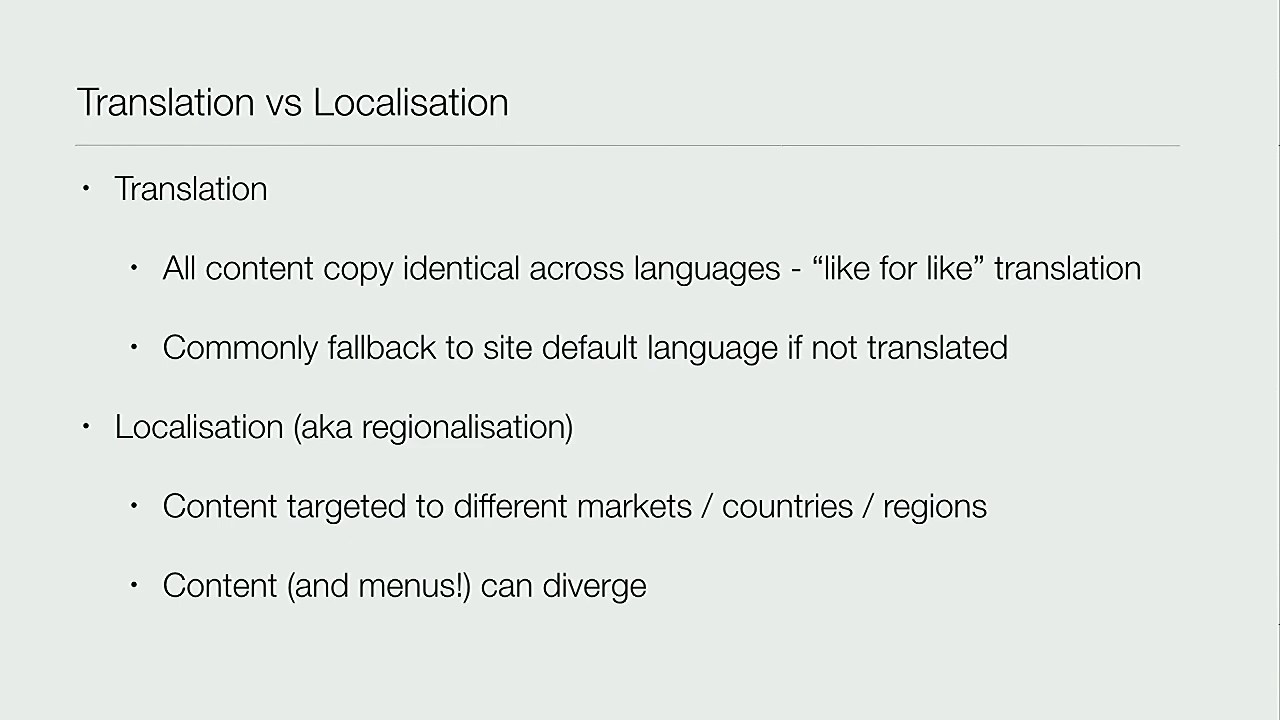 Translation vs Localisation
• Translation
• All content copy identical across languages - “like for like” translation
• Commonly fallback to site default language if not translated
• Localisation (aka regionalisation)
• Content targeted to different markets / countries / regions
• Content (and menus!) can diverge